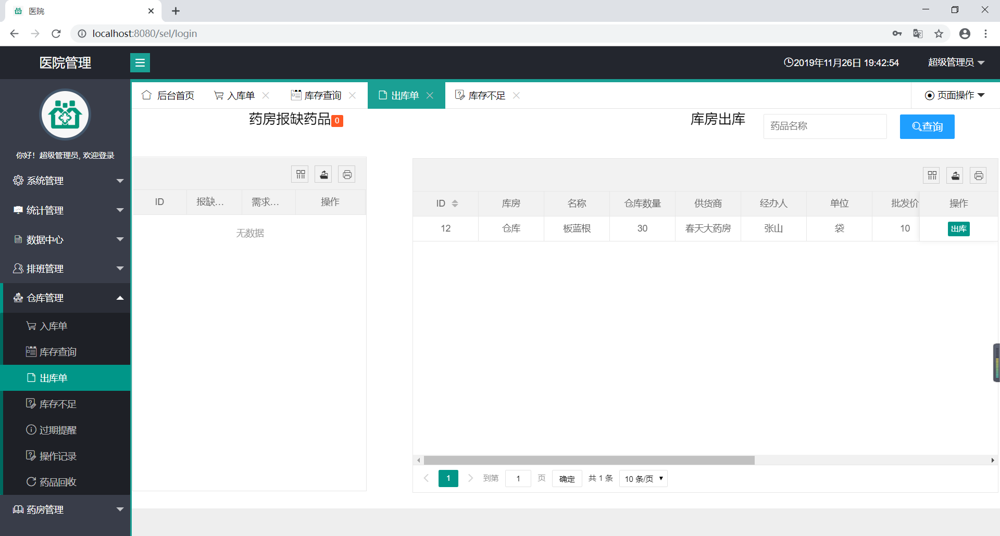 医院
localhost:8080/sel/login
医院管理
2019年11月26日 19:42:54
超级管理员
你好！超级管理员, 欢迎登录
系统管理
统计管理
数据中心
排班管理
仓库管理
入库单
库存查询
出库单
库存不足
过期提醒
操作记录
药品回收
药房管理
后台首页
入库单
库存查询
出库单
库存不足
页面操作
药房报缺药品 0
库房出库
药品名称
查询
ID 报缺… 需求… 操作
无数据
ID 库房 名称 仓库数量 供货商 经办人 单位 批发价 操作
12 仓库 板蓝根 30 春天大药房 张山 袋 10 出库
1 到第 1 页 确定 共 1 条 10 条/页